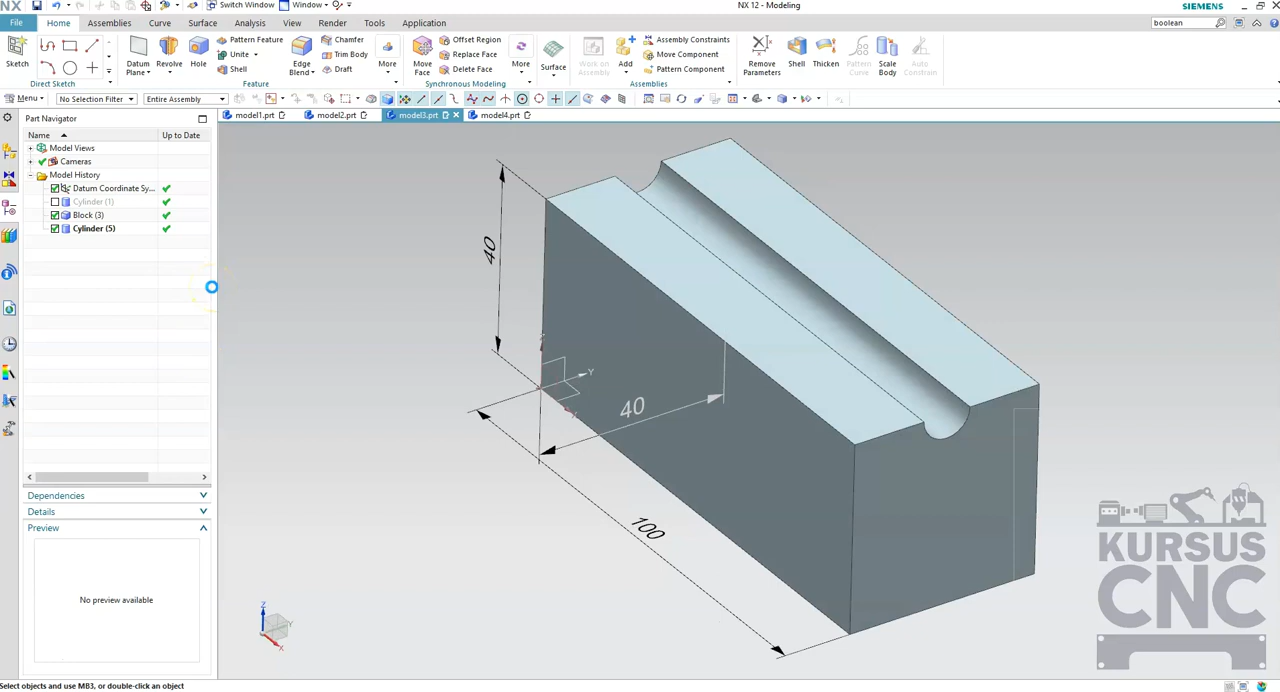 NX
Switch Window
Window
NX 12 - Modeling
SIEMENS
File
Home
Assemblies
Curve
Surface
Analysis
View
Render
Tools
Application
boolean
Sketch
Direct Sketch
Datum Plane
Revolve
Hole
Pattern Feature
Unite
Shell
Edge Blend
Chamfer
Trim Body
Draft
More
Feature
Move Face
Offset Region
Replace Face
Delete Face
More
Synchronous Modeling
Surface
Work on Assembly
Add
Assembly Constraints
Move Component
Pattern Component
Assemblies
Remove Parameters
Shell
Thicken
Pattern Curve
Scale Body
Auto Constrain
Menu
No Selection Filter
Entire Assembly
Part Navigator
model1.prt
model2.prt
model3.prt
model4.prt
Name
Up to Date
Model Views
Cameras
Model History
Datum Coordinate Sy...
Cylinder (1)
Block (3)
Cylinder (5)
Dependencies
Details
Preview
No preview available
40
40
100
Z
Y
X
Z
Y
X
KURSUS
CNC
Select objects and use MB3, or double-click an object